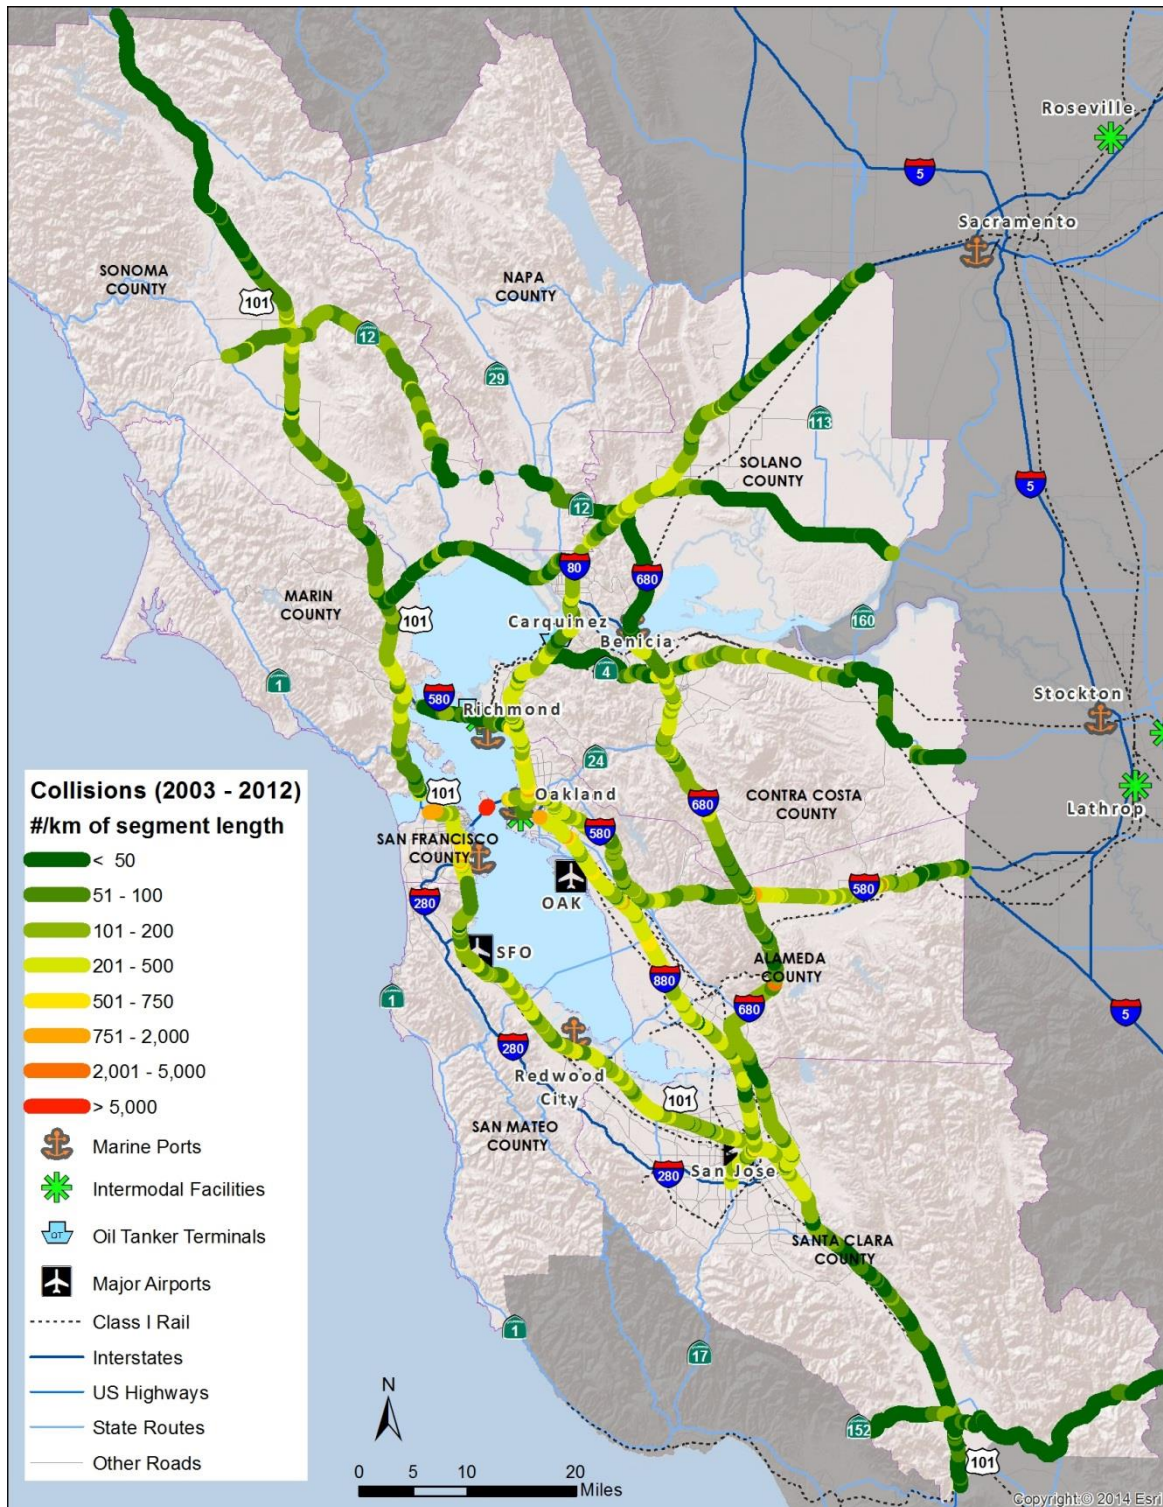 Roseville
5
Sacramento
SONOMA
COUNTY
NAPA
COUNTY
101
12
29
113
SOLANO
COUNTY
5
12
80
680
MARIN
COUNTY
101
Carquinez
Benicia
160
4
1
580
Richmond
Stockton
24
Collisions (2003 - 2012)
#/km of segment length
< 50
51 - 100
101 - 200
201 - 500
501 - 750
751 - 2,000
2,001 - 5,000
> 5,000
Marine Ports
Intermodal Facilities
OT
Oil Tanker Terminals
Major Airports
Class I Rail
Interstates
US Highways
State Routes
Other Roads
101
Oakland
680
CONTRA COSTA
COUNTY
Lathrop
SAN FRANCISCO
COUNTY
580
580
280
OAK
SFO
ALAMEDA
COUNTY
880
680
1
5
280
Redwood
City
101
SAN MATEO
COUNTY
San Jose
280
SANTA CLARA
COUNTY
1
17
N
152
101
0 5 10 20
Miles
Copyright:© 2014 Esri